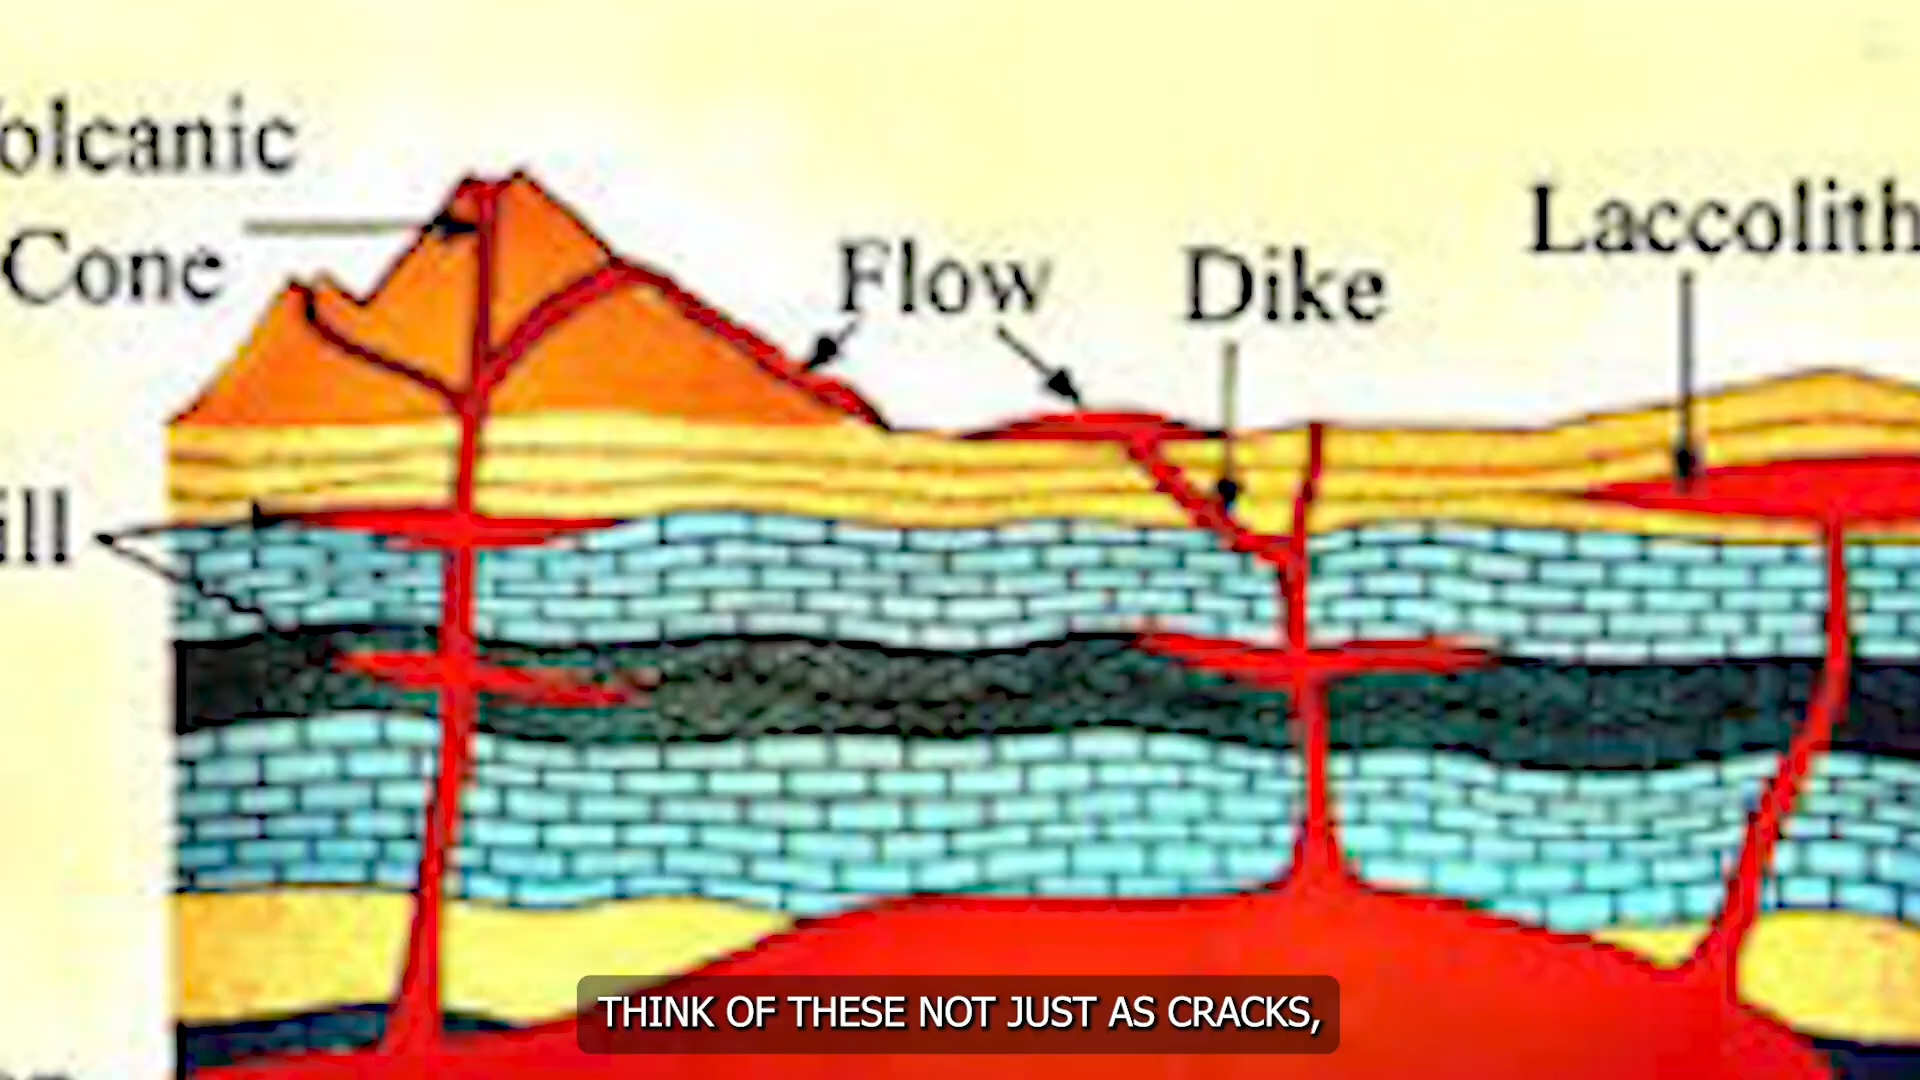 olcanic
Cone
Flow
Dike
Laccolith
ill
THINK OF THESE NOT JUST AS CRACKS,